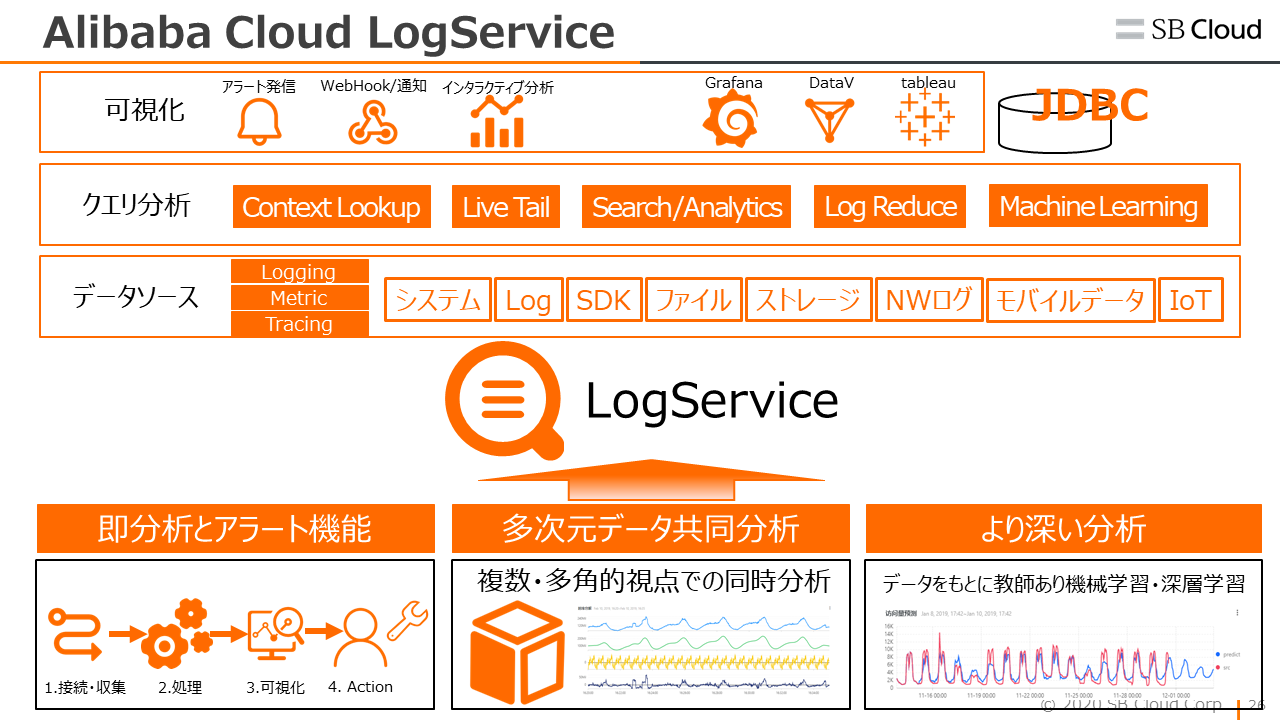 Alibaba Cloud LogService
SB Cloud
可視化
アラート発信
WebHook/通知
インタラクティブ分析
Grafana
DataV
tableau
JDBC
クエリ分析
Context Lookup
Live Tail
Search/Analytics
Log Reduce
Machine Learning
データソース
Logging
Metric
Tracing
システム
Log
SDK
ファイル
ストレージ
NWログ
モバイルデータ
IoT
LogService
即分析とアラート機能
多次元データ共同分析
より深い分析
1.接続・収集
2.処理
3.可視化
4. Action
複数・多角的視点での同時分析
データをもとに教師あり機械学習・深層学習
访问量预测 Jan 8, 2019, 17:42~Jan 10, 2019, 17:42
16K
14K
12K
10K
8K
6K
4K
2K
0
11-16 00:00
11-19 00:00
11-22 00:00
11-25 00:00
11-28 00:00
12-01 00:00
predict
src
© 2020 SB Cloud Corp.
26